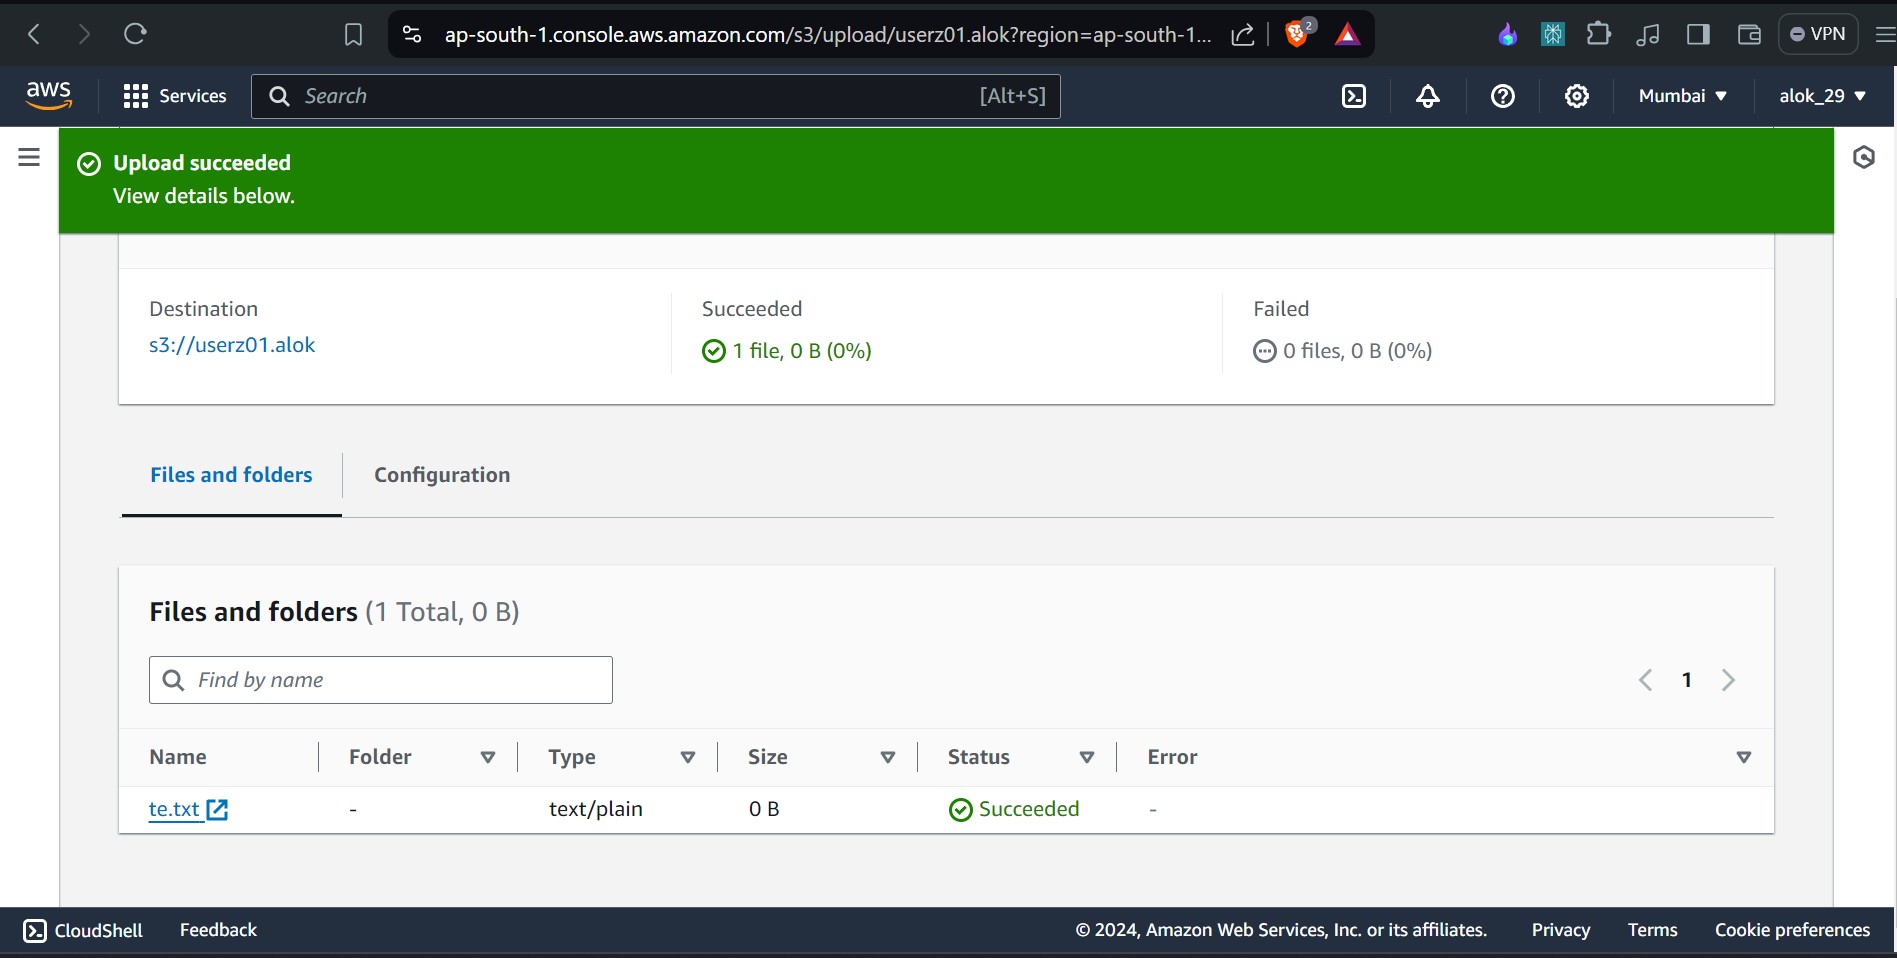 ap-south-1.console.aws.amazon.com/s3/upload/userz01.alok?region=ap-south-1...
2
VPN
aws
Services
Search
[Alt+S]
Mumbai
alok_29
Upload succeeded
View details below.
Destination
Succeeded
Failed
s3://userz01.alok
1 file, 0 B (0%)
0 files, 0 B (0%)
Files and folders
Configuration
Files and folders (1 Total, 0 B)
Find by name
1
Name Folder Type Size Status Error
te.txt - text/plain 0 B Succeeded -
CloudShell Feedback © 2024, Amazon Web Services, Inc. or its affiliates. Privacy Terms Cookie preferences